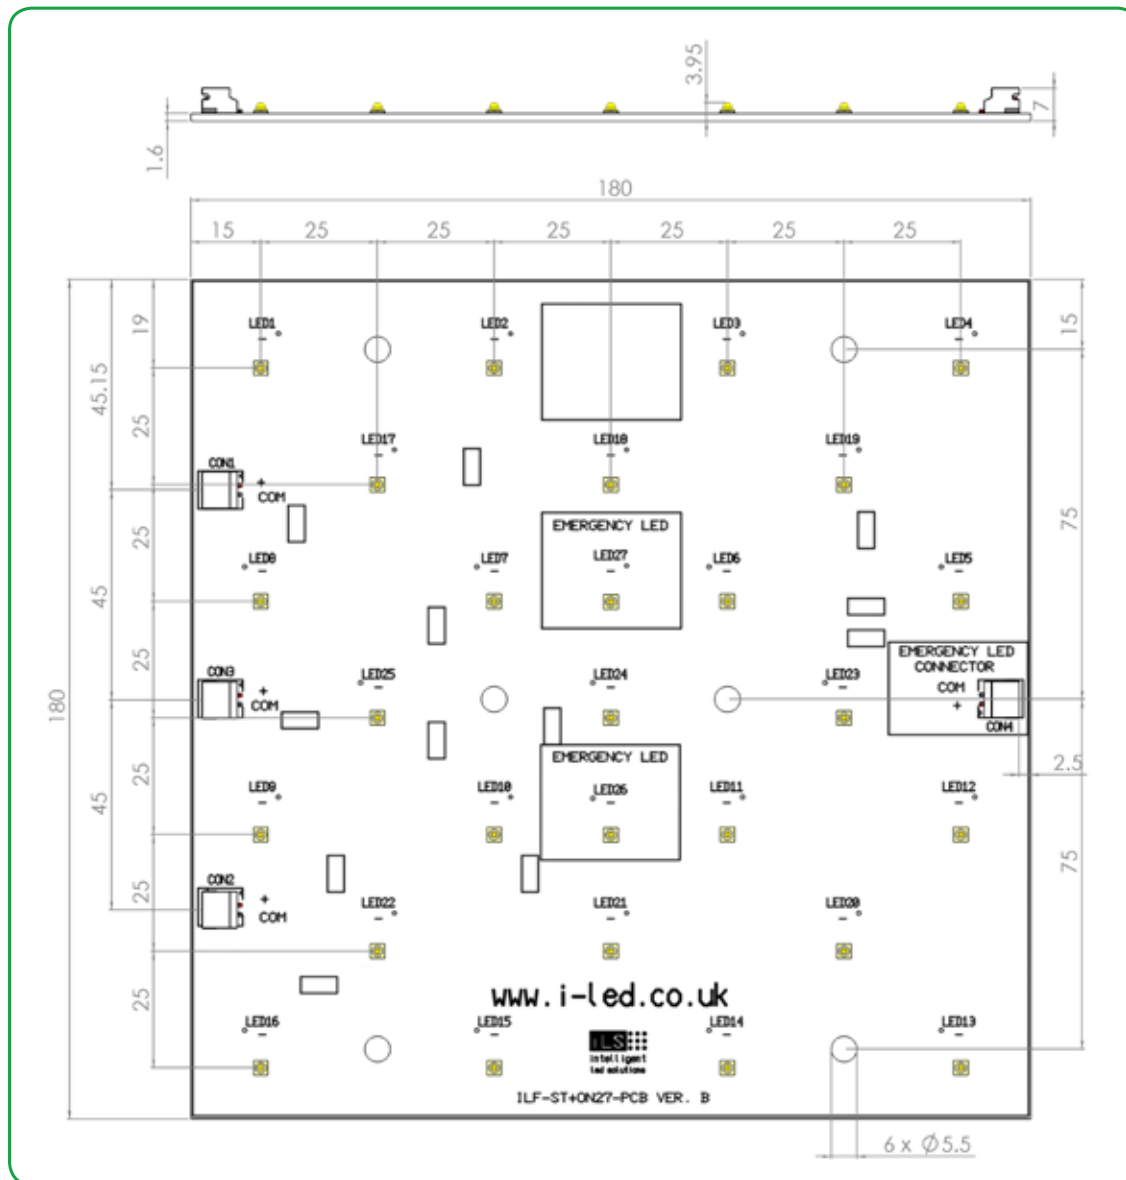 3.95
7
1.6
180
15 25 25 25 25 25 25
19
15
LED1 LED2 LED3 LED4
45.15
25
LED17 LED18 LED19
CON1
+
COM
75
25
EMERGENCY LED
LED8 LED7 LED27 LED6 LED5
45
25
EMERGENCY LED
CONNECTOR
CON3
LED25 LED24 LED23
+
COM
COM
+
CON4
180
25
EMERGENCY LED
2.5
LED9 LED10 LED26 LED11 LED12
45
75
CON2
+
COM
25
LED22 LED21 LED20
25
www.i-led.co.uk
LED16 LED15 LED14 LED13
iLS
intelligent
led solutions
ILF-ST+ON27-PCB VER. B
6 x Ø5.5